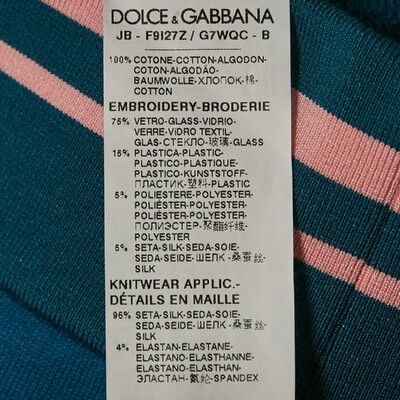 DOLCE & GABBANA
JB - F9I27Z / G7WQC - B
100% COTONE-COTTON-ALGODON-
COTON-ALGODÃO-
BAUMWOLLE-ХЛОПОК-棉-
COTTON
EMBROIDERY-BRODERIE
75% VETRO-GLASS-VIDRIO-
VERRE-VIDRO TEXTIL-
GLAS-СТЕКЛО-玻璃-GLASS
15% PLASTICA-PLASTIC-
PLASTICO-PLASTIQUE-
PLASTICO-KUNSTSTOFF-
ПЛАСТИК-塑料-PLASTIC
5% POLIESTERE-POLYESTER-
POLIÉSTER-POLYESTER-
POLIÉSTER-POLYESTER-
ПОЛИЭСТЕР-聚酯纤维-
POLYESTER
5% SETA-SILK-SEDA-SOIE-
SEDA-SEIDE-ШЕЛК-桑蚕丝-
SILK
KNITWEAR APPLIC.-
DÉTAILS EN MAILLE
96% SETA-SILK-SEDA-SOIE-
SEDA-SEIDE-ШЕЛК-桑蚕丝-
SILK
4% ELASTAN-ELASTANE-
ELASTANO-ELASTHANNE-
ELASTANO-ELASTHAN-
ЭЛАСТАН-氨纶-SPANDEX